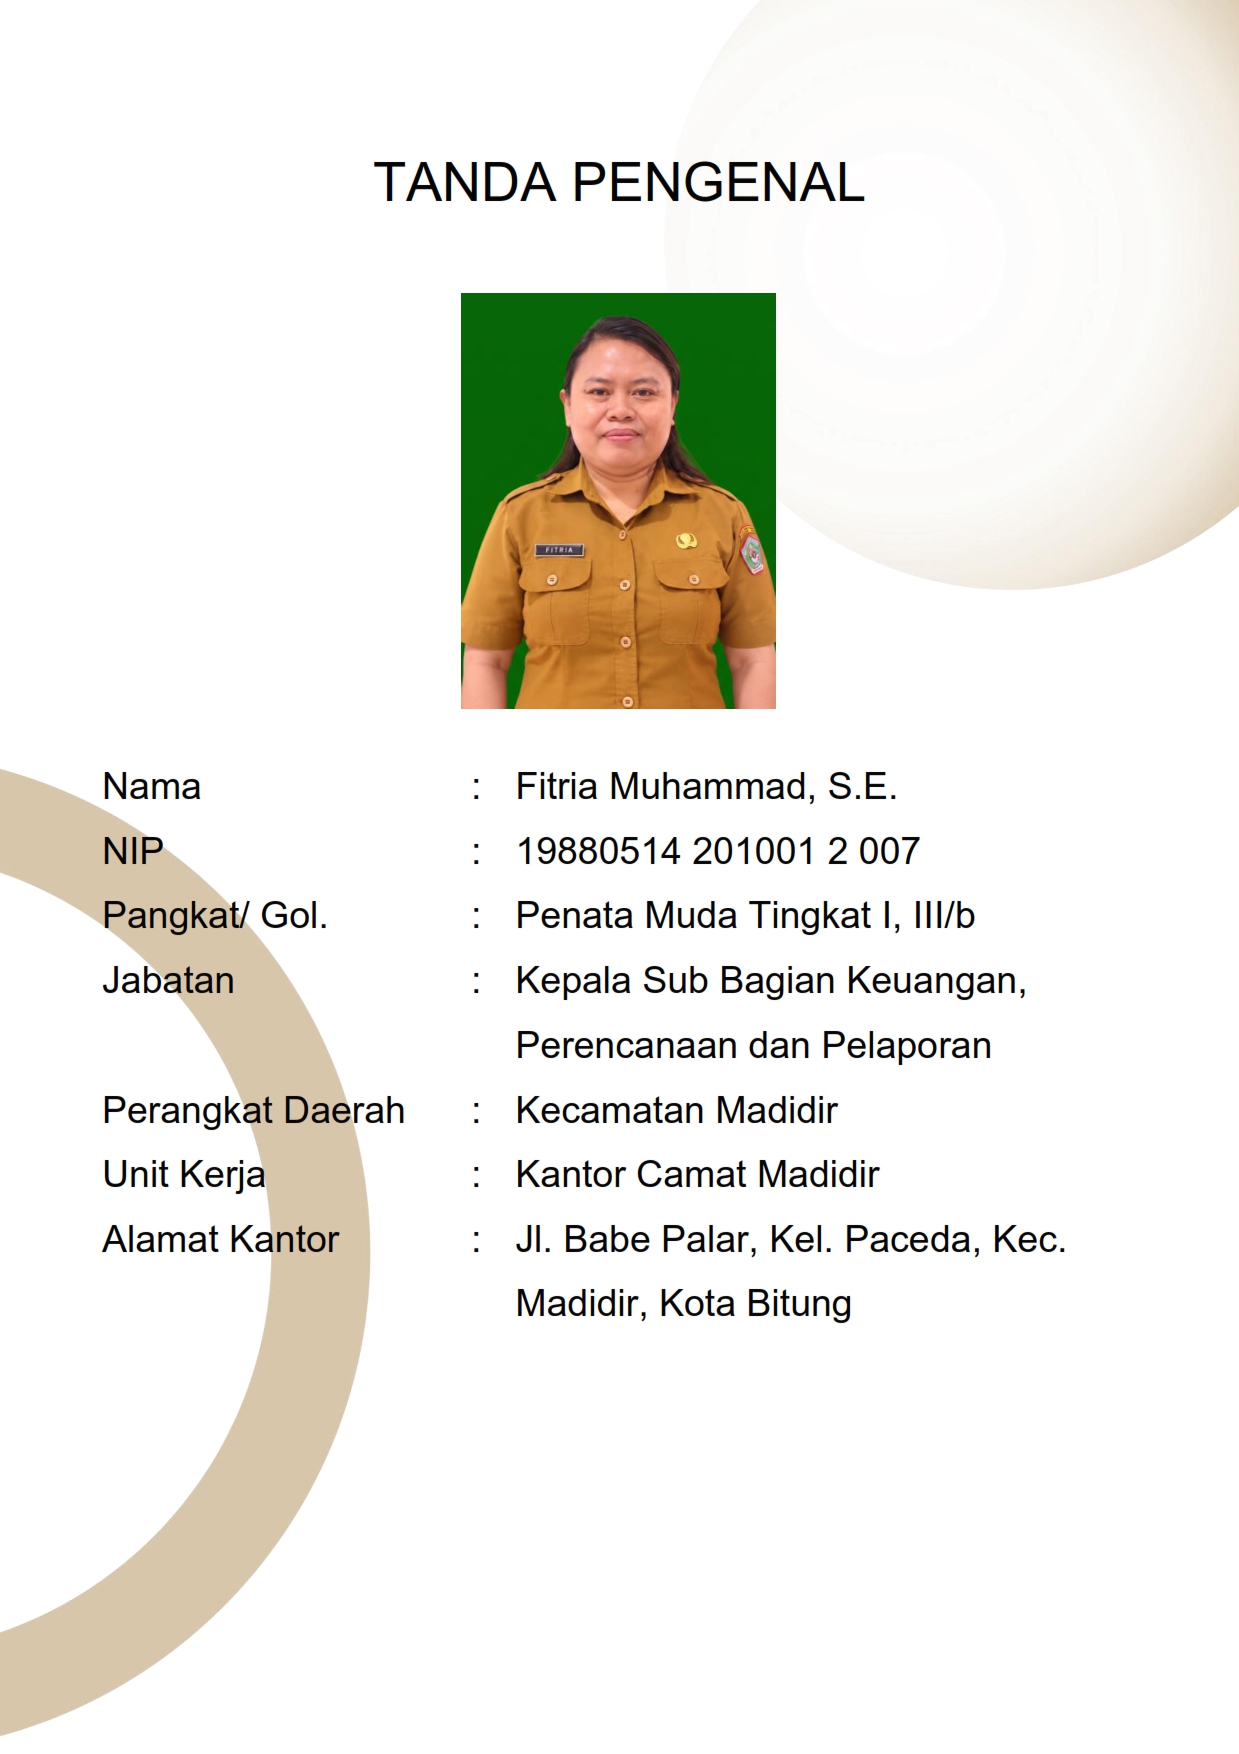 TANDA PENGENAL
FITRIA
Nama : Fitria Muhammad, S.E.
NIP : 19880514 201001 2 007
Pangkat/ Gol. : Penata Muda Tingkat I, III/b
Jabatan : Kepala Sub Bagian Keuangan,
Perencanaan dan Pelaporan
Perangkat Daerah : Kecamatan Madidir
Unit Kerja : Kantor Camat Madidir
Alamat Kantor : Jl. Babe Palar, Kel. Paceda, Kec.
Madidir, Kota Bitung